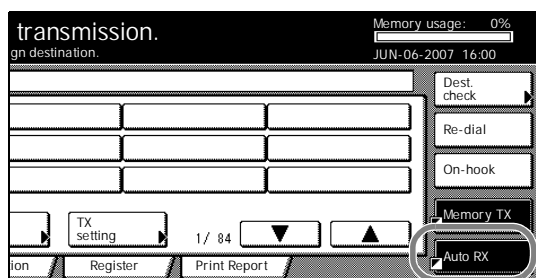 transmission.
Memory usage: 0%
gn destination.
JUN-06-2007 16:00
Dest.
check
Re-dial
On-hook
TX
setting
1/ 84
Memory TX
Auto RX
ion
Register
Print Report